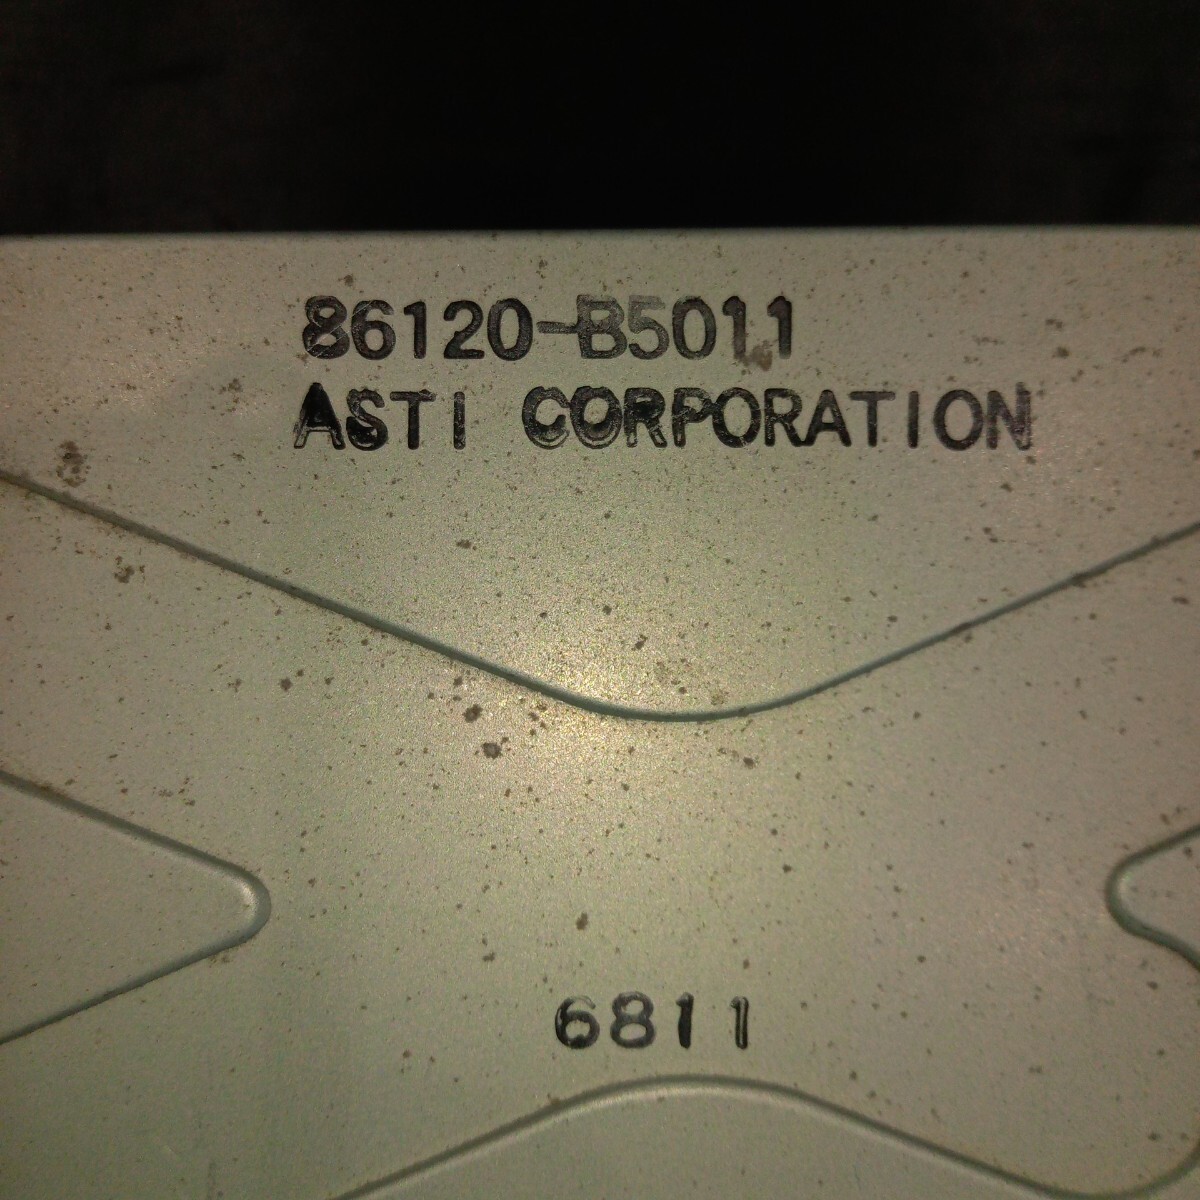 86120-B5011
ASTI CORPORATION
6811